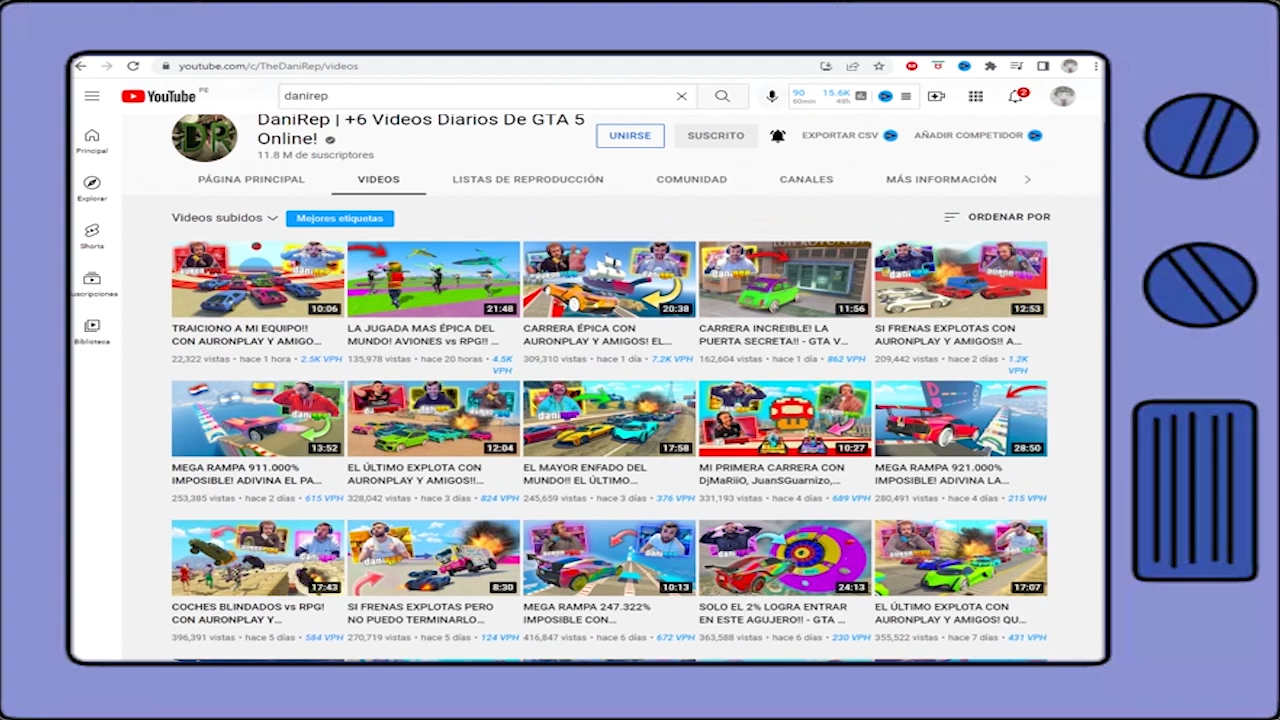 youtube.com/c/TheDaniRep/videos
YouTube PE
danirep
90 15.6K
60min 48h
2
Principal
Explorar
Shorts
uscripciones
Biblioteca
DR
DaniRep | +6 Videos Diarios De GTA 5
Online!
11.8 M de suscriptores
UNIRSE
SUSCRITO
EXPORTAR CSV
AÑADIR COMPETIDOR
PÁGINA PRINCIPAL VIDEOS LISTAS DE REPRODUCCIÓN COMUNIDAD CANALES MÁS INFORMACIÓN
Videos subidos Mejores etiquetas ORDENAR POR
10:06 21:48 20:38 11:56 12:53
TRAICIONO A MI EQUIPO!!
CON AURONPLAY Y AMIGO...
22,322 vistas • hace 1 hora • 2.5K VPH
LA JUGADA MAS ÉPICA DEL
MUNDO! AVIONES vs RPG!! ...
135,978 vistas • hace 20 horas • 4.5K
VPH
CARRERA ÉPICA CON
AURONPLAY Y AMIGOS! EL...
309,310 vistas • hace 1 día • 7.2K VPH
CARRERA INCREIBLE! LA
PUERTA SECRETA!! - GTA V...
162,604 vistas • hace 1 día • 862 VPH
SI FRENAS EXPLOTAS CON
AURONPLAY Y AMIGOS!! A...
209,442 vistas • hace 2 días • 1.2K
VPH
13:52 12:04 17:58 10:27 28:50
MEGA RAMPA 911.000%
IMPOSIBLE! ADIVINA EL PA...
253,385 vistas • hace 2 días • 615 VPH
EL ÚLTIMO EXPLOTA CON
AURONPLAY Y AMIGOS!!...
328,042 vistas • hace 3 días • 824 VPH
EL MAYOR ENFADO DEL
MUNDO!! EL ÚLTIMO...
245,659 vistas • hace 3 días • 376 VPH
MI PRIMERA CARRERA CON
DjMaRiiO, JuanSGuarnizo,...
331,193 vistas • hace 4 días • 689 VPH
MEGA RAMPA 921.000%
IMPOSIBLE! ADIVINA LA...
280,491 vistas • hace 4 días • 215 VPH
17:43 8:30 10:13 24:13 17:07
COCHES BLINDADOS vs RPG!
CON AURONPLAY Y...
396,391 vistas • hace 5 días • 584 VPH
SI FRENAS EXPLOTAS PERO
NO PUEDO TERMINARLO...
270,719 vistas • hace 5 días • 124 VPH
MEGA RAMPA 247.322%
IMPOSIBLE CON...
416,847 vistas • hace 6 días • 672 VPH
SOLO EL 2% LOGRA ENTRAR
EN ESTE AGUJERO!! - GTA ...
363,588 vistas • hace 6 días • 230 VPH
EL ÚLTIMO EXPLOTA CON
AURONPLAY Y AMIGOS! QU...
355,522 vistas • hace 7 días • 431 VPH